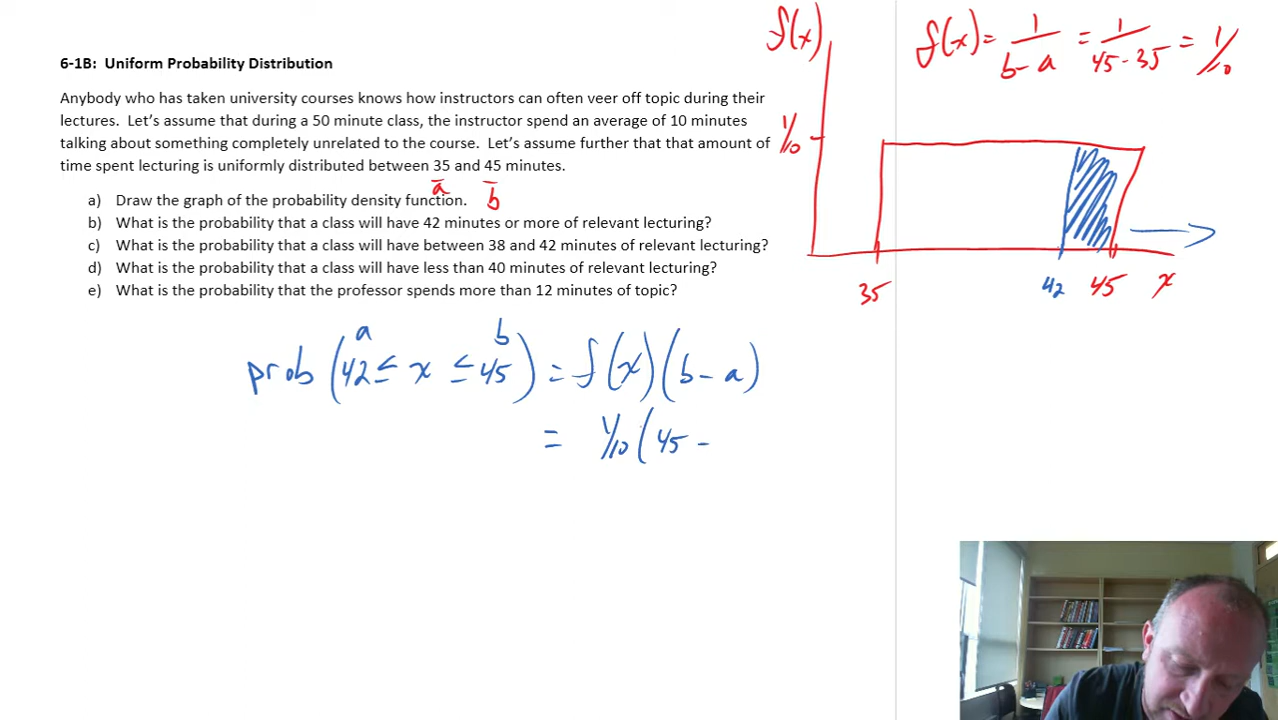 6-1B: Uniform Probability Distribution
Anybody who has taken university courses knows how instructors can often veer off topic during their
lectures. Let's assume that during a 50 minute class, the instructor spend an average of 10 minutes
talking about something completely unrelated to the course. Let's assume further that that amount of
time spent lecturing is uniformly distributed between 35 and 45 minutes.
a b
a) Draw the graph of the probability density function.
b) What is the probability that a class will have 42 minutes or more of relevant lecturing?
c) What is the probability that a class will have between 38 and 42 minutes of relevant lecturing?
d) What is the probability that a class will have less than 40 minutes of relevant lecturing?
e) What is the probability that the professor spends more than 12 minutes of topic?
a b
prob (42 ≤ x ≤ 45) = f(x)(b - a)
= 1/10 (45 -
f(x)
f(x) = 1/(b - a) = 1/(45 - 35) = 1/10
1/10
35 42 45 x